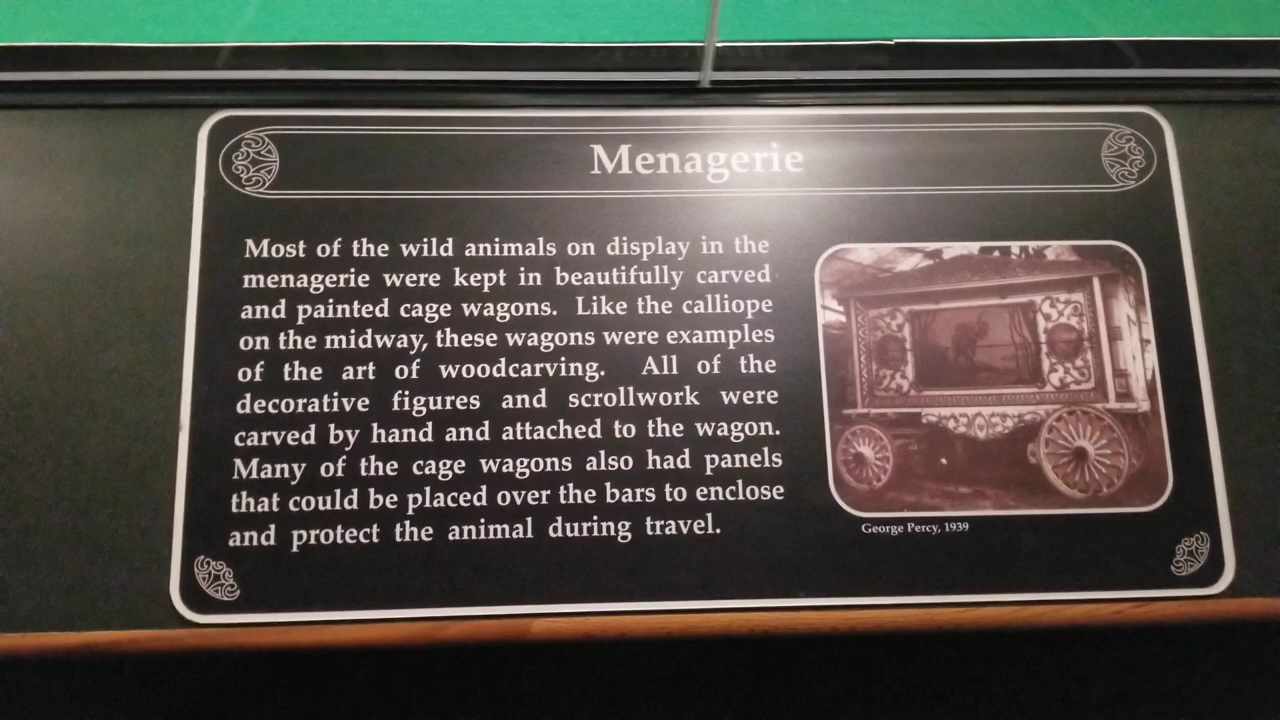 Menagerie
Most of the wild animals on display in the
menagerie were kept in beautifully carved
and painted cage wagons. Like the calliope
on the midway, these wagons were examples
of the art of woodcarving. All of the
decorative figures and scrollwork were
carved by hand and attached to the wagon.
Many of the cage wagons also had panels
that could be placed over the bars to enclose
and protect the animal during travel.
George Percy, 1939